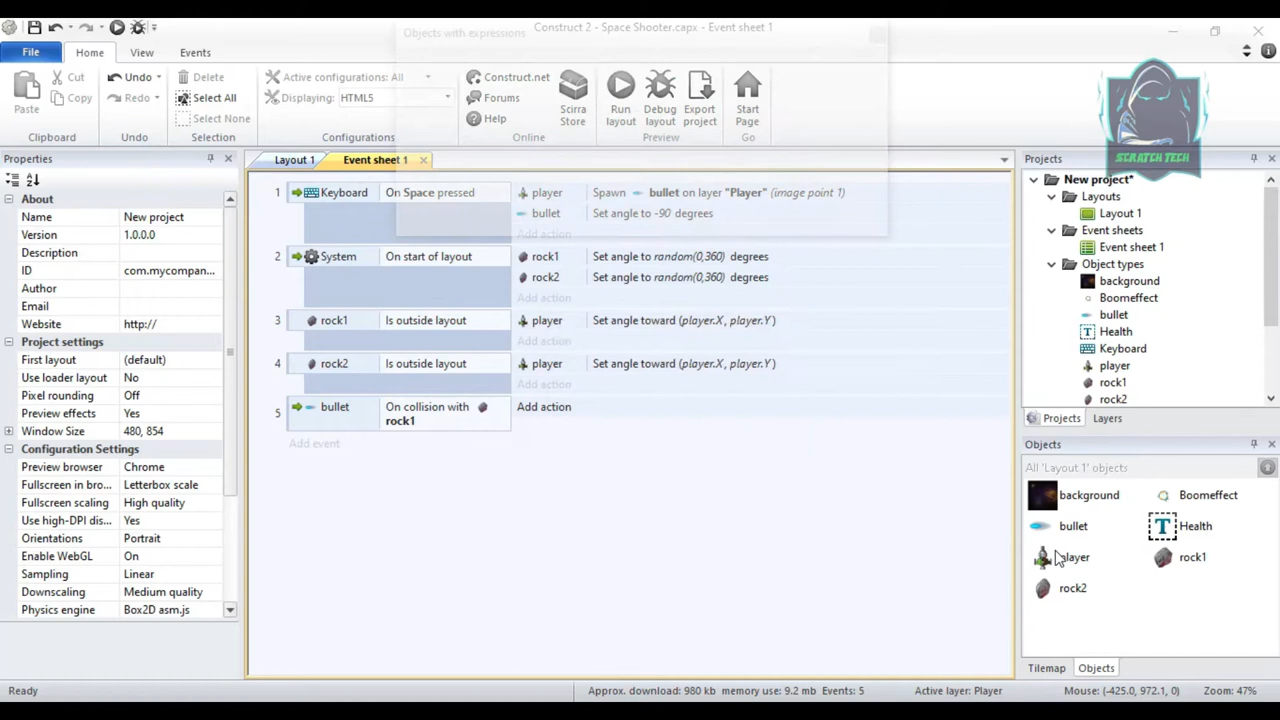 Objects with expressions
Construct 2 - Space Shooter.capx - Event sheet 1
File Home View Events
Paste
Cut
Copy
Clipboard
Undo
Redo
Undo
Delete
Select All
Select None
Selection
Active configurations: All
Displaying: HTML5
Configurations
Construct.net
Forums
Help
Scirra Store
Online
Run layout
Debug layout
Export project
Preview
Start Page
Go
SCRATCH TECH
Properties
About
Name New project
Version 1.0.0.0
Description
ID com.mycompan...
Author
Email
Website http://
Project settings
First layout (default)
Use loader layout No
Pixel rounding Off
Preview effects Yes
Window Size 480, 854
Configuration Settings
Preview browser Chrome
Fullscreen in bro... Letterbox scale
Fullscreen scaling High quality
Use high-DPI dis... Yes
Orientations Portrait
Enable WebGL On
Sampling Linear
Downscaling Medium quality
Physics engine Box2D asm.js
Layout 1 Event sheet 1
1 Keyboard On Space pressed player Spawn bullet on layer "Player" (image point 1)
bullet Set angle to -90 degrees
Add action
2 System On start of layout rock1 Set angle to random(0,360) degrees
rock2 Set angle to random(0,360) degrees
Add action
3 rock1 Is outside layout player Set angle toward (player.X, player.Y)
Add action
4 rock2 Is outside layout player Set angle toward (player.X, player.Y)
Add action
5 bullet On collision with rock1 Add action
Add event
Projects
New project*
Layouts
Layout 1
Event sheets
Event sheet 1
Object types
background
Boomeffect
bullet
Health
Keyboard
player
rock1
rock2
Projects Layers
Objects
All 'Layout 1' objects
background Boomeffect
bullet Health
player rock1
rock2
Tilemap Objects
Ready Approx. download: 980 kb memory use: 9.2 mb Events: 5 Active layer: Player Mouse: (-425.0, 972.1, 0) Zoom: 47%